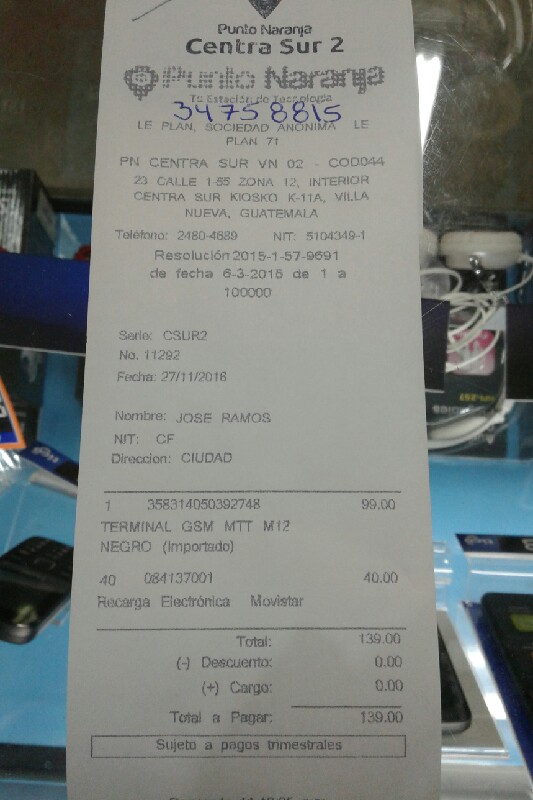 Punto Naranja
Centra Sur 2
Punto Naranja
Tu Estación de Tecnología
34758815
LE PLAN, SOCIEDAD ANONIMA LE
PLAN 71
PN CENTRA SUR VN 02 - COD044
23 CALLE 1-55 ZONA 12, INTERIOR
CENTRA SUR KIOSKO K-11A, VILLA
NUEVA, GUATEMALA
Teléfono: 2480-4889 NIT: 5104349-1
Resolución 2015-1-57-9691
de fecha 6-3-2015 de 1 a
100000
Serie: CSUR2
No. 11292
Fecha: 27/11/2016
Nombre: JOSE RAMOS
NIT: CF
Direccion: CIUDAD
1 358314050392748 99.00
TERMINAL GSM MTT M12
NEGRO (Importado)
40 084137001 40.00
Recarga Electrónica Movistar
Total: 139.00
(-) Descuento: 0.00
(+) Cargo: 0.00
Total a Pagar: 139.00
Sujeto a pagos trimestrales